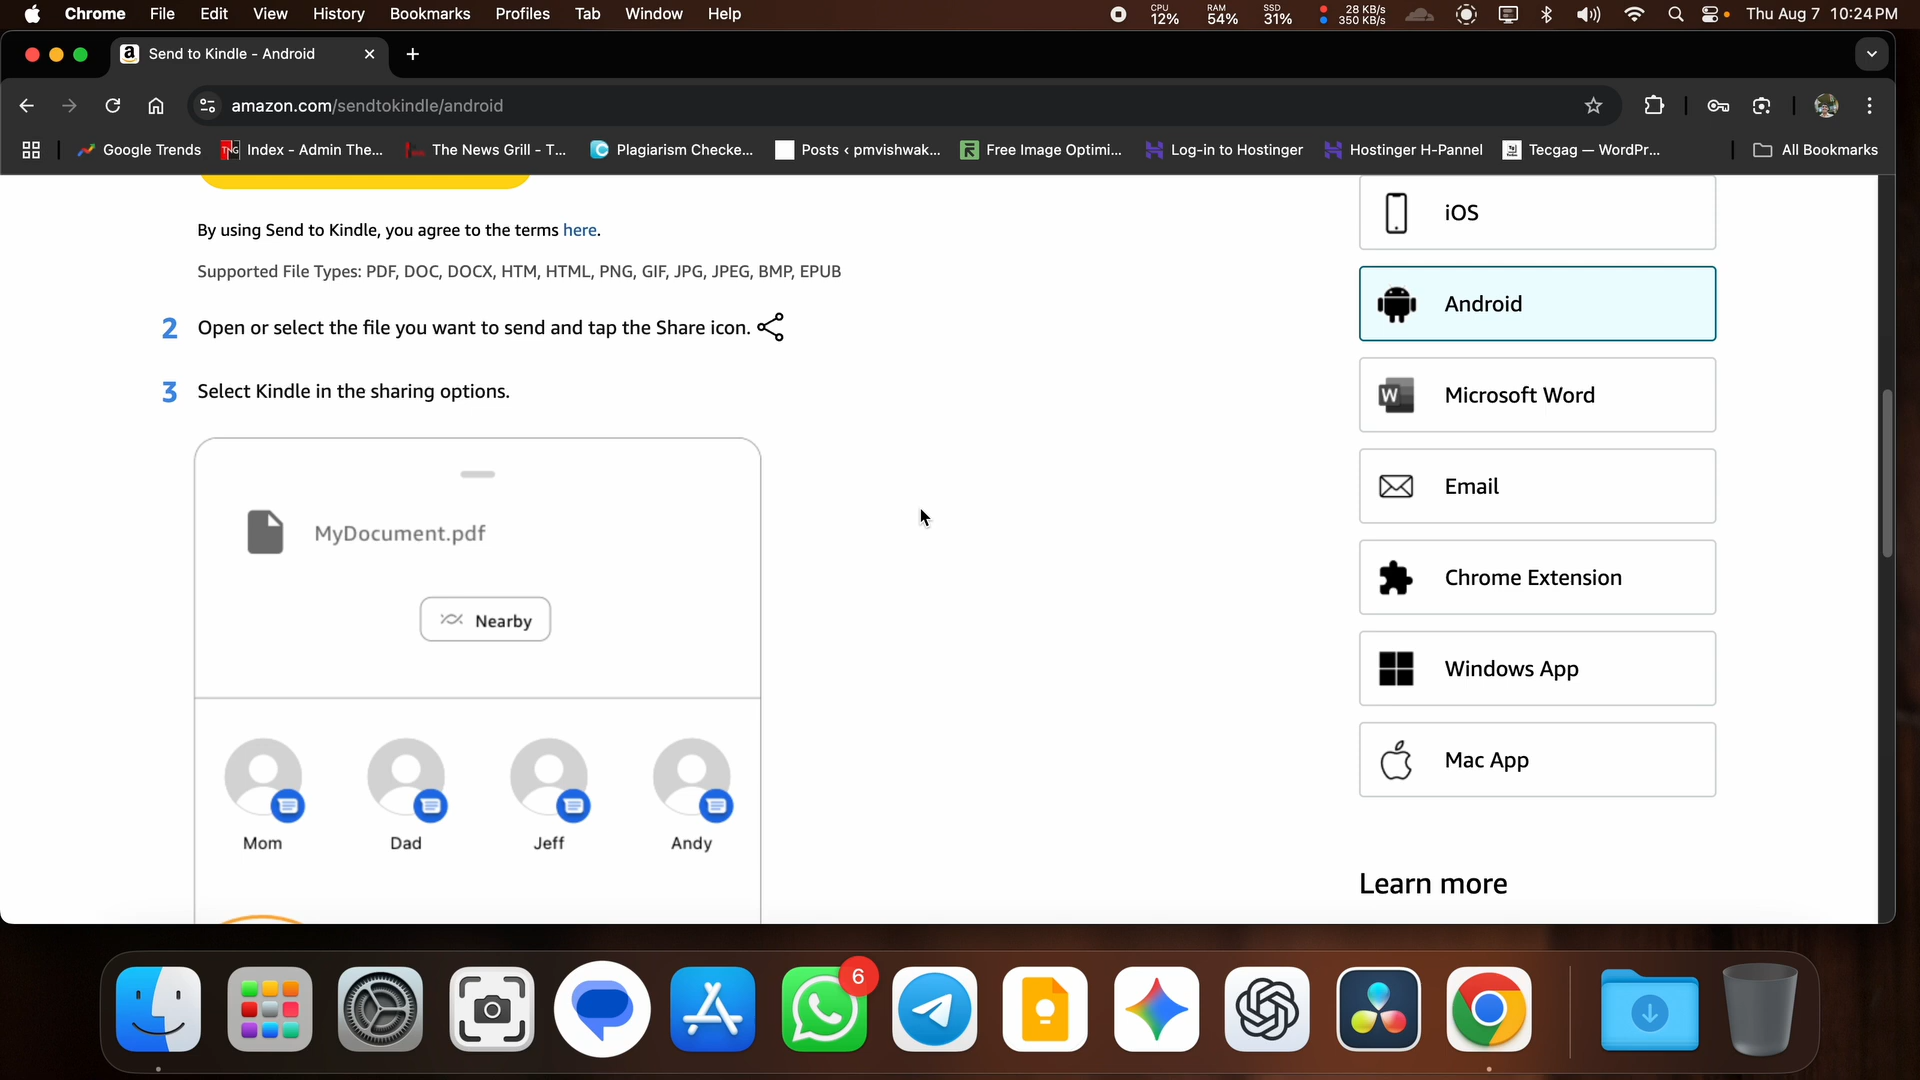 Chrome File Edit View History Bookmarks Profiles Tab Window Help CPU 12% RAM 54% SSD 31% 28 KB/s 350 KB/s Thu Aug 7 10:24 PM
Send to Kindle - Android
amazon.com/sendtokindle/android
Google Trends TNG Index - Admin The... The News Grill - T... Plagiarism Checke... Posts < pmvishwak... Free Image Optimi... Log-in to Hostinger Hostinger H-Pannel Tecgag — WordPr... All Bookmarks
By using Send to Kindle, you agree to the terms here.
Supported File Types: PDF, DOC, DOCX, HTM, HTML, PNG, GIF, JPG, JPEG, BMP, EPUB
2 Open or select the file you want to send and tap the Share icon.
3 Select Kindle in the sharing options.
MyDocument.pdf
Nearby
Mom Dad Jeff Andy
iOS
Android
W Microsoft Word
Email
Chrome Extension
Windows App
Mac App
Learn more
6